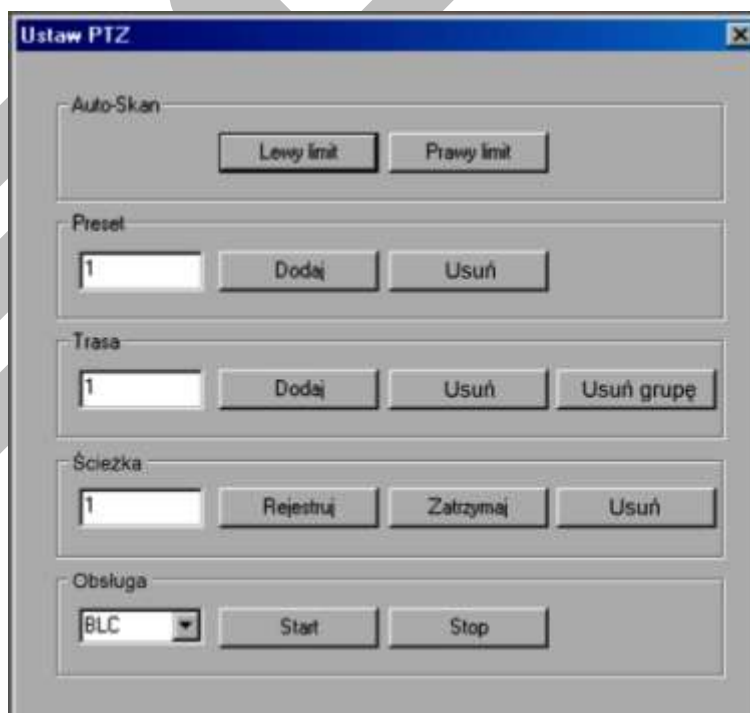 Ustaw PTZ
Auto-Skan
Lewy limit Prawy limit
Preset
1 Dodaj Usuń
Trasa
1 Dodaj Usuń Usuń grupę
Ścieżka
1 Rejestruj Zatrzymaj Usuń
Obsługa
BLC Start Stop